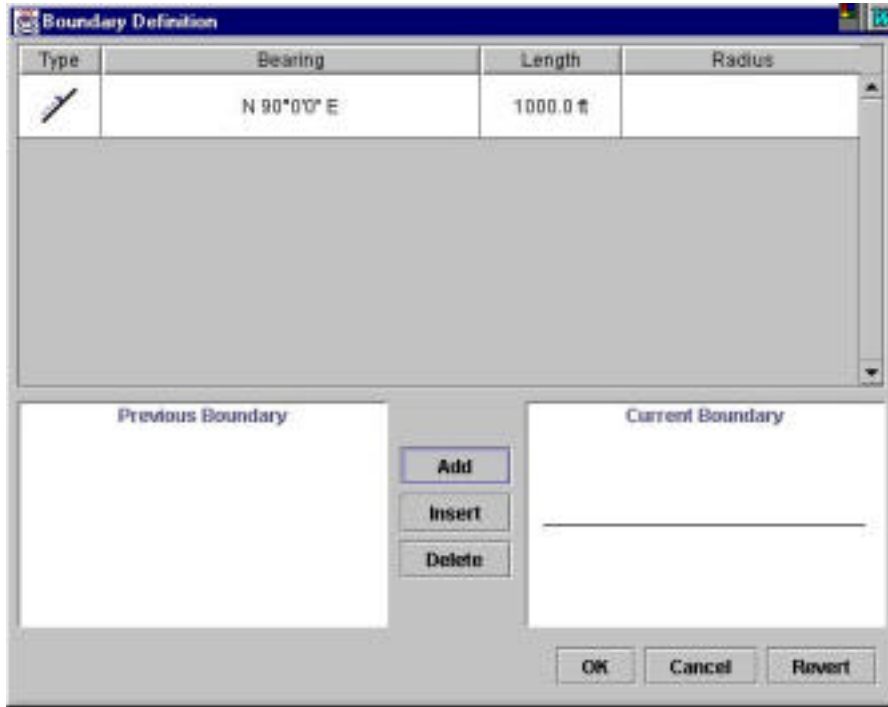 Boundary Definition
Type Bearing Length Radius
N 90°0'0" E 1000.0 ft
Previous Boundary
Current Boundary
Add
Insert
Delete
OK Cancel Revert